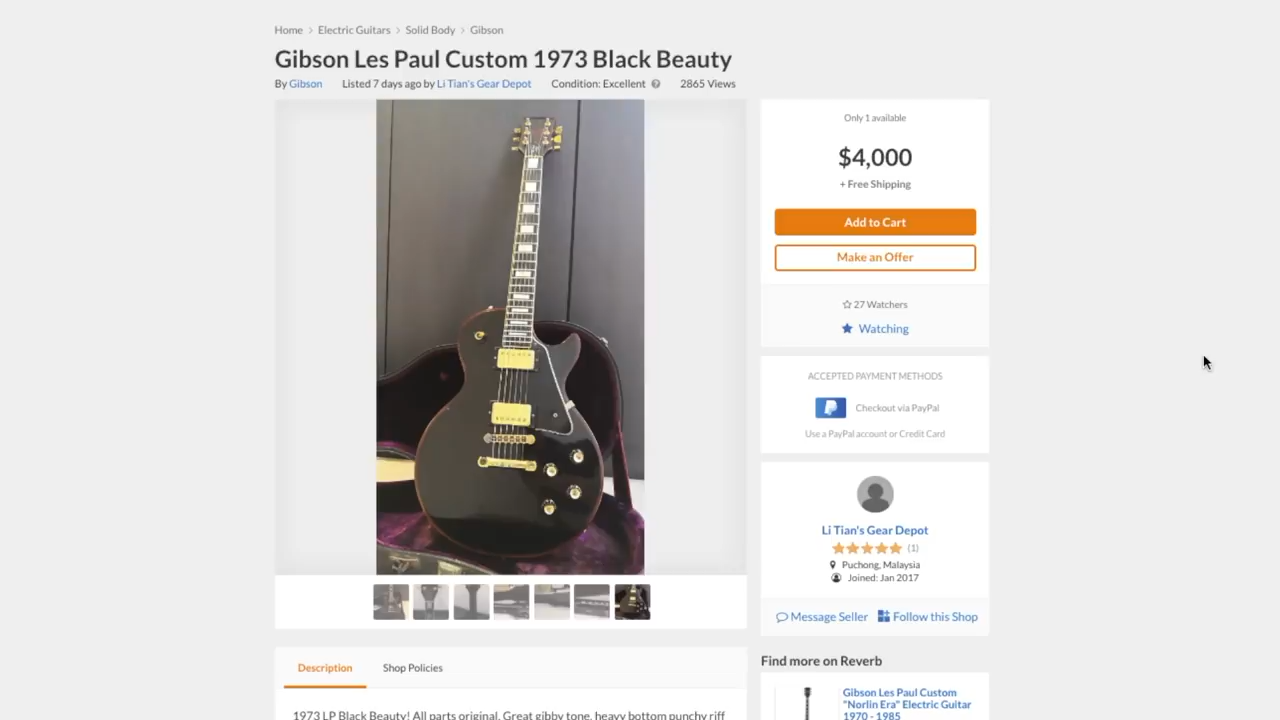 Home > Electric Guitars > Solid Body > Gibson
Gibson Les Paul Custom 1973 Black Beauty
By Gibson Listed 7 days ago by Li Tian's Gear Depot Condition: Excellent ? 2865 Views
Only 1 available
$4,000
+ Free Shipping
Add to Cart
Make an Offer
27 Watchers
Watching
ACCEPTED PAYMENT METHODS
Checkout via PayPal
Use a PayPal account or Credit Card
Li Tian's Gear Depot
(1)
Puchong, Malaysia
Joined: Jan 2017
Message Seller Follow this Shop
Description Shop Policies
1973 LP Black Beauty! All parts original. Great gibby tone, heavy bottom punchy riff
Find more on Reverb
Gibson Les Paul Custom
"Norlin Era" Electric Guitar
1970 - 1985